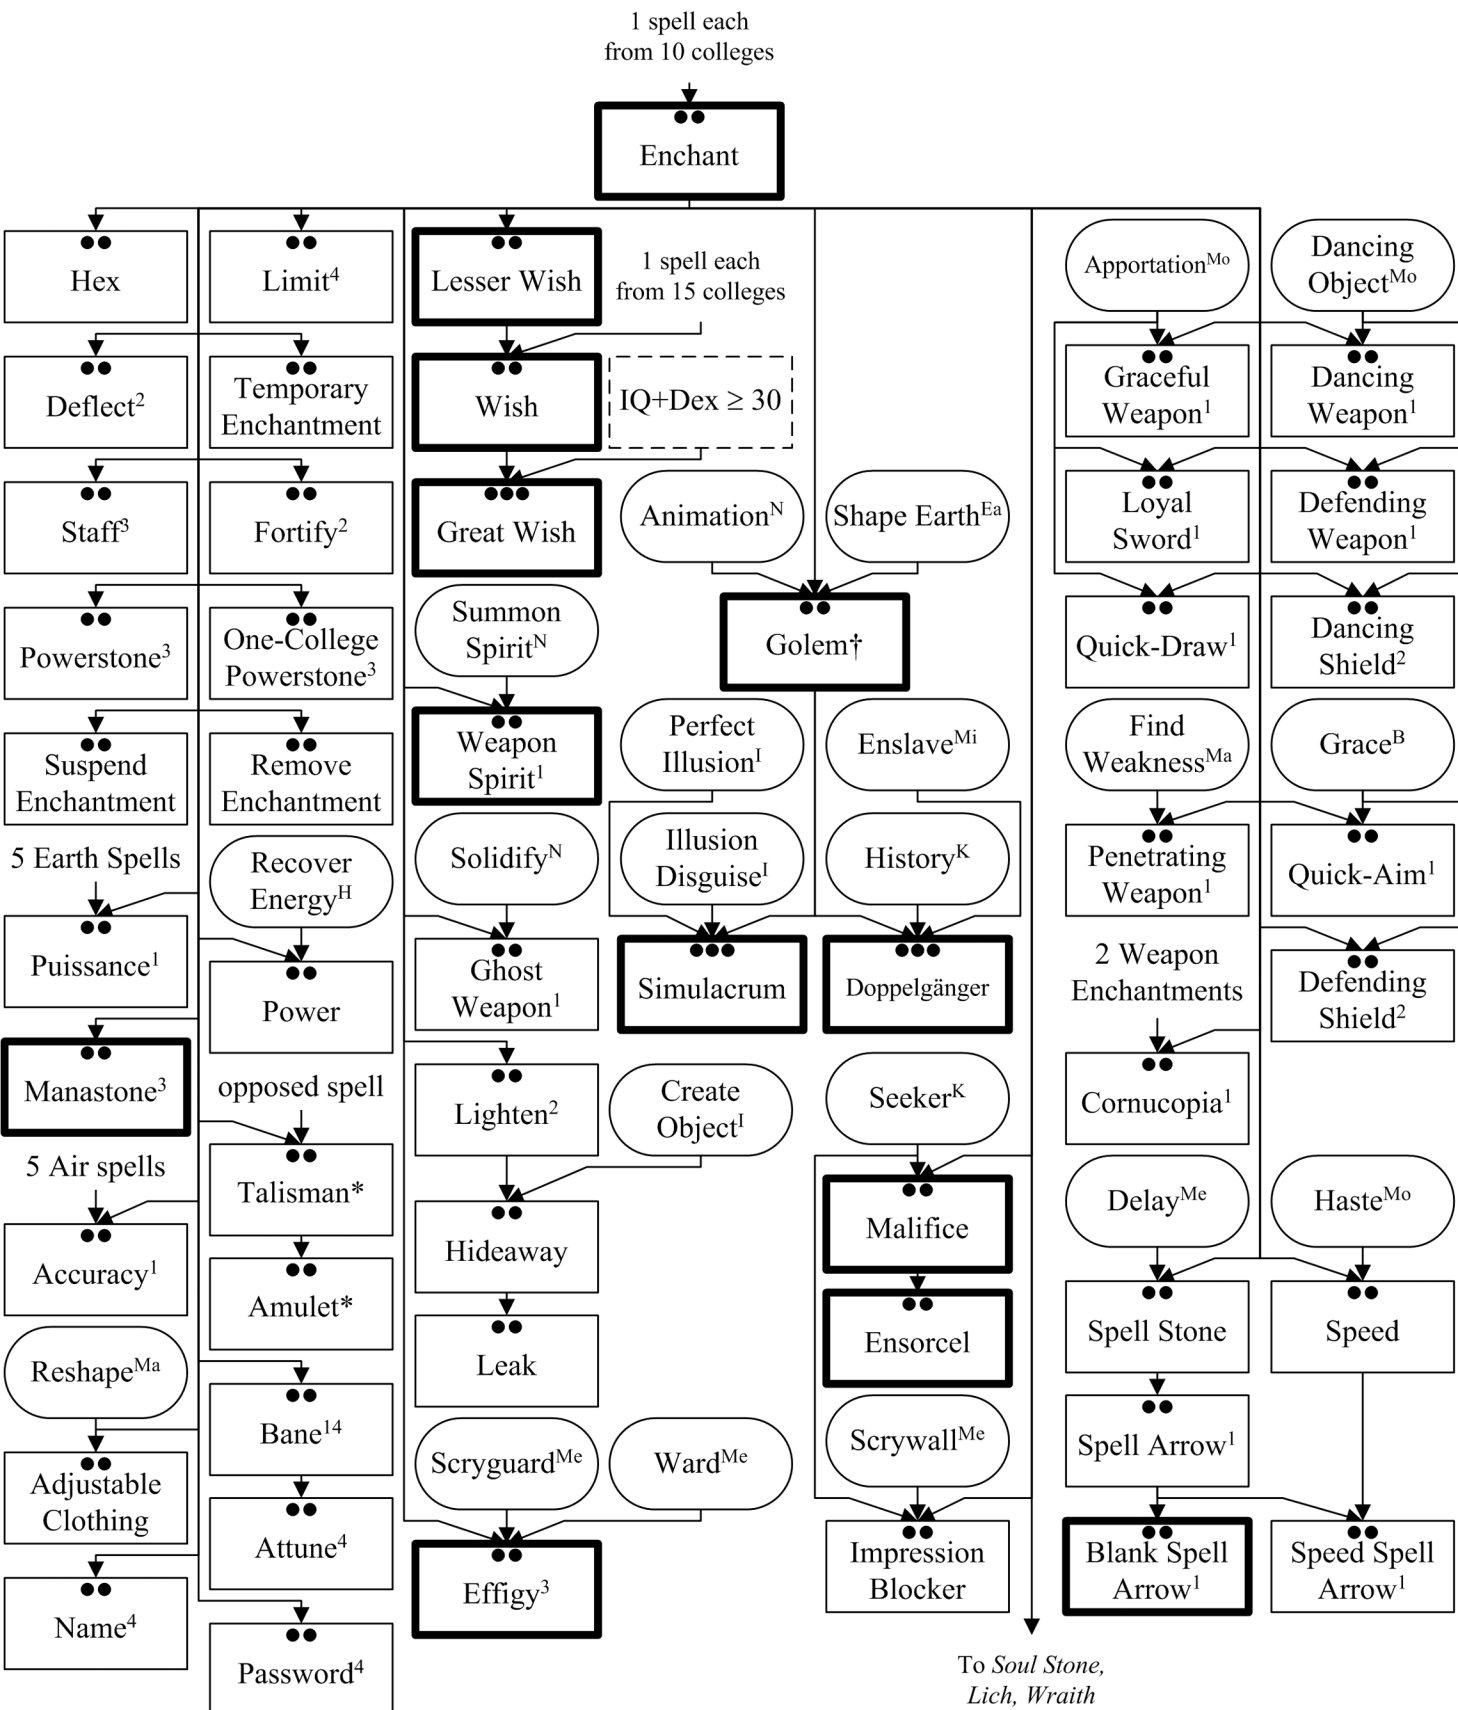 1 spell each
from 10 colleges
●●
Enchant
●●
Hex
●●
Limit⁴
●●
Lesser Wish
1 spell each
from 15 colleges
Apportationᴹᵒ
Dancing
Objectᴹᵒ
●●
Deflect²
●●
Temporary
Enchantment
●●
Wish
IQ+Dex ≥ 30
●●
Graceful
Weapon¹
●●
Dancing
Weapon¹
●●
Staff³
●●
Fortify²
●●●
Great Wish
Animationᴺ
Shape Earthᴱᵃ
●●
Loyal
Sword¹
●●
Defending
Weapon¹
●●
Powerstone³
●●
One-College
Powerstone³
Summon
Spiritᴺ
●●
Golem†
●●
Quick-Draw¹
●●
Dancing
Shield²
●●
Suspend
Enchantment
●●
Remove
Enchantment
●●
Weapon
Spirit¹
Perfect
Illusionᴵ
Enslaveᴹⁱ
Find
Weaknessᴹᵃ
Graceᴮ
5 Earth Spells
Recover
Energyᴴ
Solidifyᴺ
Illusion
Disguiseᴵ
Historyᴷ
●●
Penetrating
Weapon¹
●●
Quick-Aim¹
●●
Puissance¹
●●
Power
●●
Ghost
Weapon¹
●●●
Simulacrum
●●●
Doppelgänger
2 Weapon
Enchantments
●●
Defending
Shield²
●●
Manastone³
opposed spell
●●
Lighten²
Create
Objectᴵ
Seekerᴷ
●●
Cornucopia¹
5 Air spells
●●
Talisman*
●●
Hideaway
●●
Malifice
Delayᴹᵉ
Hasteᴹᵒ
●●
Accuracy¹
●●
Amulet*
●●
Leak
●●
Ensorcel
●●
Spell Stone
●●
Speed
Reshapeᴹᵃ
●●
Bane¹⁴
Scryguardᴹᵉ
Wardᴹᵉ
Scrywallᴹᵉ
●●
Spell Arrow¹
●●
Adjustable
Clothing
●●
Attune⁴
●●
Effigy³
●●
Impression
Blocker
●●
Blank Spell
Arrow¹
●●
Speed Spell
Arrow¹
●●
Name⁴
●●
Password⁴
To Soul Stone,
Lich, Wraith